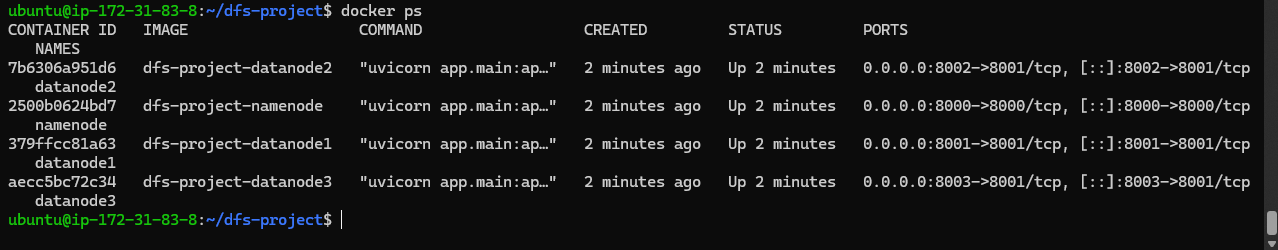 ubuntu@ip-172-31-83-8:~/dfs-project$ docker ps
CONTAINER ID   IMAGE                   COMMAND                  CREATED         STATUS         PORTS
   NAMES
7b6306a951d6   dfs-project-datanode2   "uvicorn app.main:ap…"   2 minutes ago   Up 2 minutes   0.0.0.0:8002->8001/tcp, [::]:8002->8001/tcp
   datanode2
2500b0624bd7   dfs-project-namenode    "uvicorn app.main:ap…"   2 minutes ago   Up 2 minutes   0.0.0.0:8000->8000/tcp, [::]:8000->8000/tcp
   namenode
379ffcc81a63   dfs-project-datanode1   "uvicorn app.main:ap…"   2 minutes ago   Up 2 minutes   0.0.0.0:8001->8001/tcp, [::]:8001->8001/tcp
   datanode1
aecc5bc72c34   dfs-project-datanode3   "uvicorn app.main:ap…"   2 minutes ago   Up 2 minutes   0.0.0.0:8003->8001/tcp, [::]:8003->8001/tcp
   datanode3
ubuntu@ip-172-31-83-8:~/dfs-project$